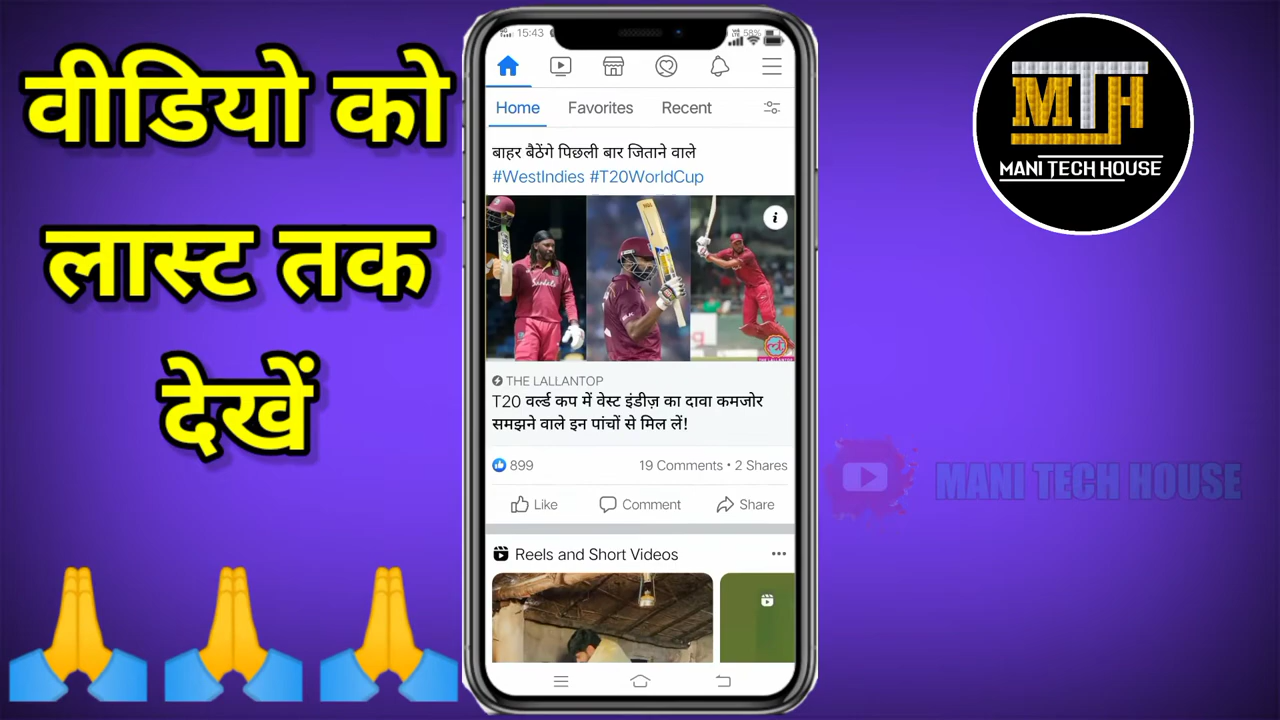 वीडियो को
लास्ट तक
देखें
15:43
58%
Home Favorites Recent
बाहर बैठेंगे पिछली बार जिताने वाले
#WestIndies #T20WorldCup
THE LALLANTOP
T20 वर्ल्ड कप में वेस्ट इंडीज़ का दावा कमजोर
समझने वाले इन पांचों से मिल लें!
899 19 Comments • 2 Shares
Like Comment Share
Reels and Short Videos
MTH
MANI TECH HOUSE
MANI TECH HOUSE